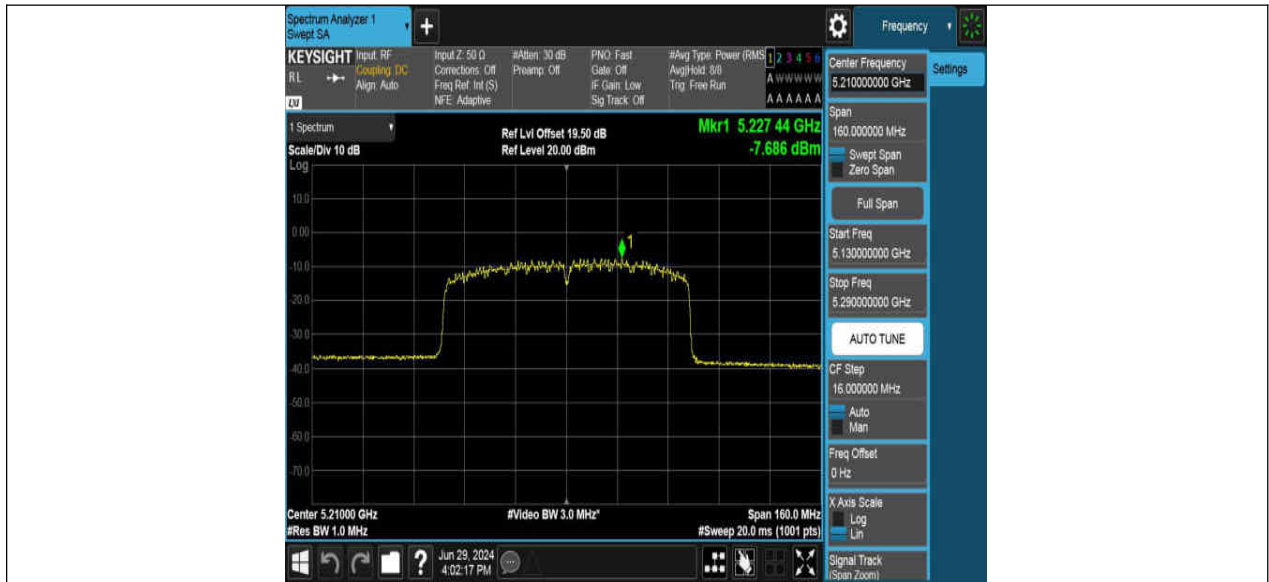 Spectrum Analyzer 1
Swept SA
+
Frequency
KEYSIGHT
RL
LXI
Input: RF
Coupling: DC
Align: Auto
Input Z: 50 Ω
Corrections: Off
Freq Ref: Int (S)
NFE: Adaptive
#Atten: 30 dB
Preamp: Off
PNO: Fast
Gate: Off
IF Gain: Low
Sig Track: Off
#Avg Type: Power (RMS
Avg|Hold: 8/8
Trig: Free Run
1 2 3 4 5 6
A W W W W W
A A A A A A
1 Spectrum
Scale/Div 10 dB
Log
Ref Lvl Offset 19.50 dB
Ref Level 20.00 dBm
Mkr1 5.227 44 GHz
-7.686 dBm
10.0
0.00
-10.0
-20.0
-30.0
-40.0
-50.0
-60.0
-70.0
1
Center 5.21000 GHz
#Res BW 1.0 MHz
#Video BW 3.0 MHz*
Span 160.0 MHz
#Sweep 20.0 ms (1001 pts)
?
Jun 29, 2024
4:02:17 PM
Center Frequency
5.210000000 GHz
Settings
Span
160.000000 MHz
Swept Span
Zero Span
Full Span
Start Freq
5.130000000 GHz
Stop Freq
5.290000000 GHz
AUTO TUNE
CF Step
16.000000 MHz
Auto
Man
Freq Offset
0 Hz
X Axis Scale
Log
Lin
Signal Track
(Span Zoom)